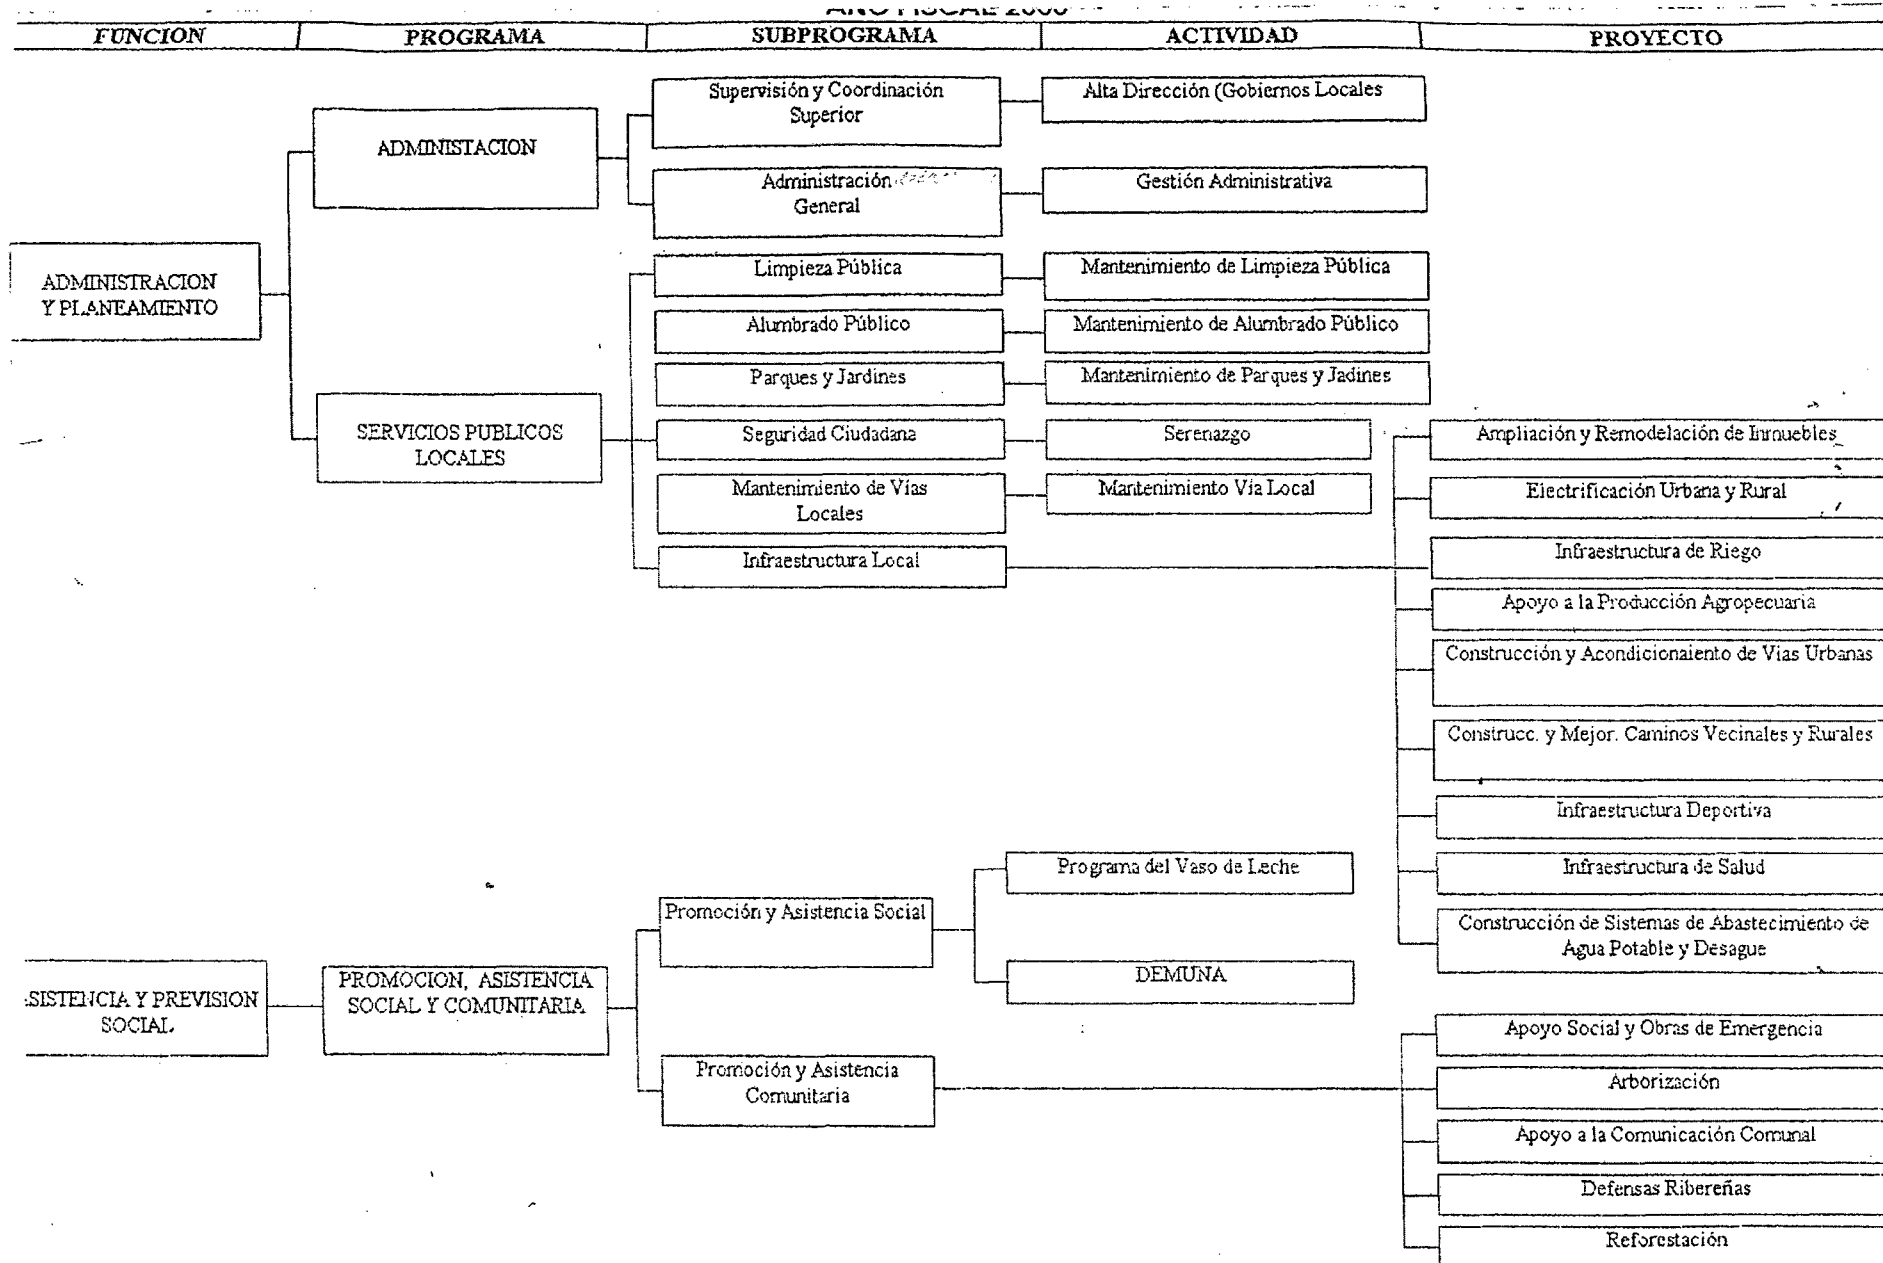 AÑO FISCAL 2000
FUNCION
PROGRAMA
SUBPROGRAMA
ACTIVIDAD
PROYECTO
ADMINISTRACION
Y PLANEAMIENTO
ADMINISTACION
Supervisión y Coordinación
Superior
Alta Dirección (Gobiernos Locales
Administración
General
Gestión Administrativa
SERVICIOS PUBLICOS
LOCALES
Limpieza Pública
Mantenimiento de Limpieza Pública
Alumbrado Público
Mantenimiento de Alumbrado Público
Parques y Jardines
Mantenimiento de Parques y Jadines
Seguridad Ciudadana
Serenazgo
Mantenimiento de Vías
Locales
Mantenimiento Vía Local
Infraestructura Local
Ampliación y Remodelación de Inmuebles
Electrificación Urbana y Rural
Infraestructura de Riego
Apoyo a la Producción Agropecuaria
Construcción y Acondicionaiento de Vias Urbanas
Construcc. y Mejor. Caminos Vecinales y Rurales
Infraestructura Deportiva
Infraestructura de Salud
Construcción de Sistemas de Abastecimiento de
Agua Potable y Desague
SISTENCIA Y PREVISION
SOCIAL
PROMOCION, ASISTENCIA
SOCIAL Y COMUNITARIA
Promoción y Asistencia Social
Programa del Vaso de Leche
DEMUNA
Promoción y Asistencia
Comunitaria
Apoyo Social y Obras de Emergencia
Arborización
Apoyo a la Comunicación Comunal
Defensas Ribereñas
Reforestación